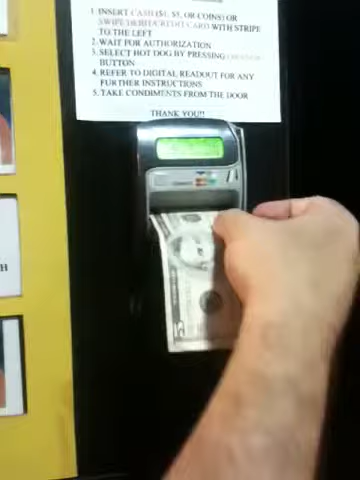 1. INSERT CASH ($1, $5, OR COINS) OR
SWIPE DEBIT/CREDIT CARD WITH STRIPE
TO THE LEFT
2. WAIT FOR AUTHORIZATION
3. SELECT HOT DOG BY PRESSING
BUTTON
4. REFER TO DIGITAL READOUT FOR ANY
FURTHER INSTRUCTIONS
5. TAKE CONDIMENTS FROM THE DOOR
THANK YOU!!
H
5